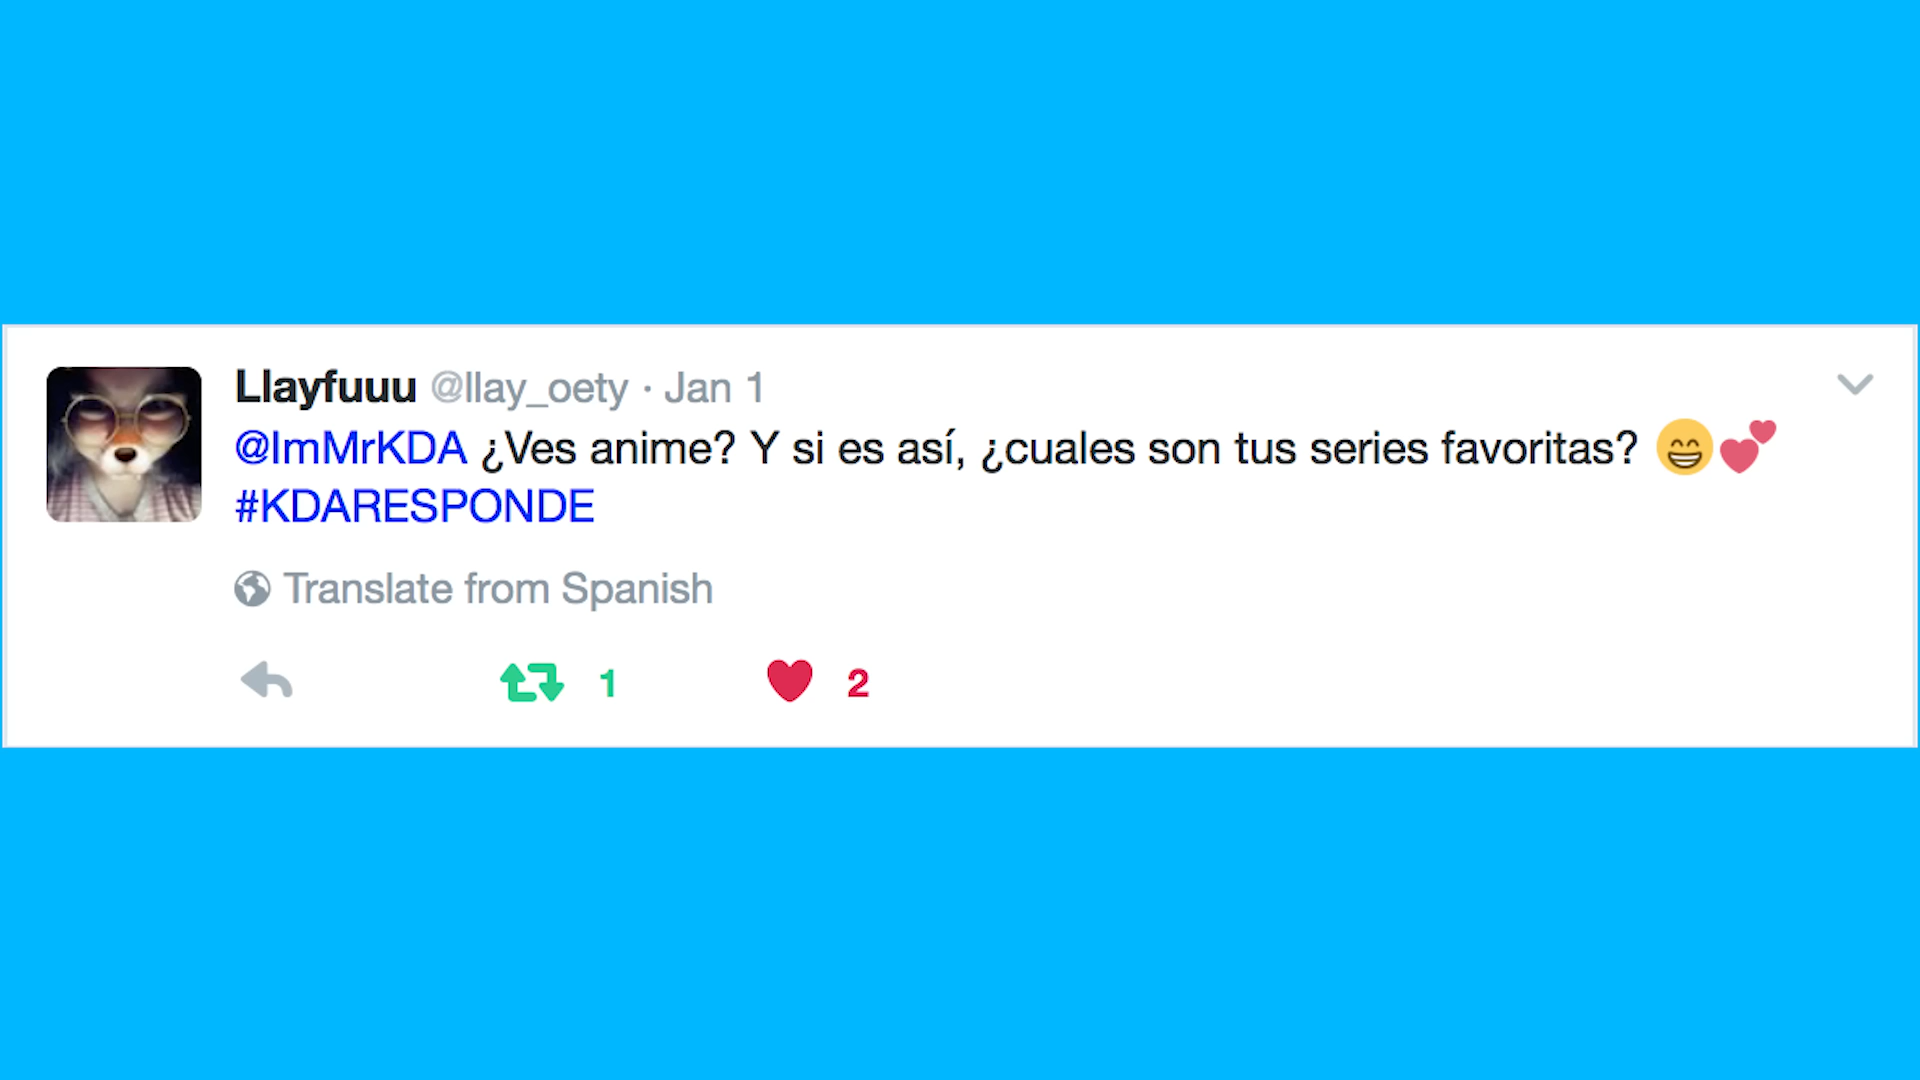 Llayfuuu @llay_oety · Jan 1
@ImMrKDA ¿Ves anime? Y si es así, ¿cuales son tus series favoritas? 😁💕
#KDARESPONDE
Translate from Spanish
1 2